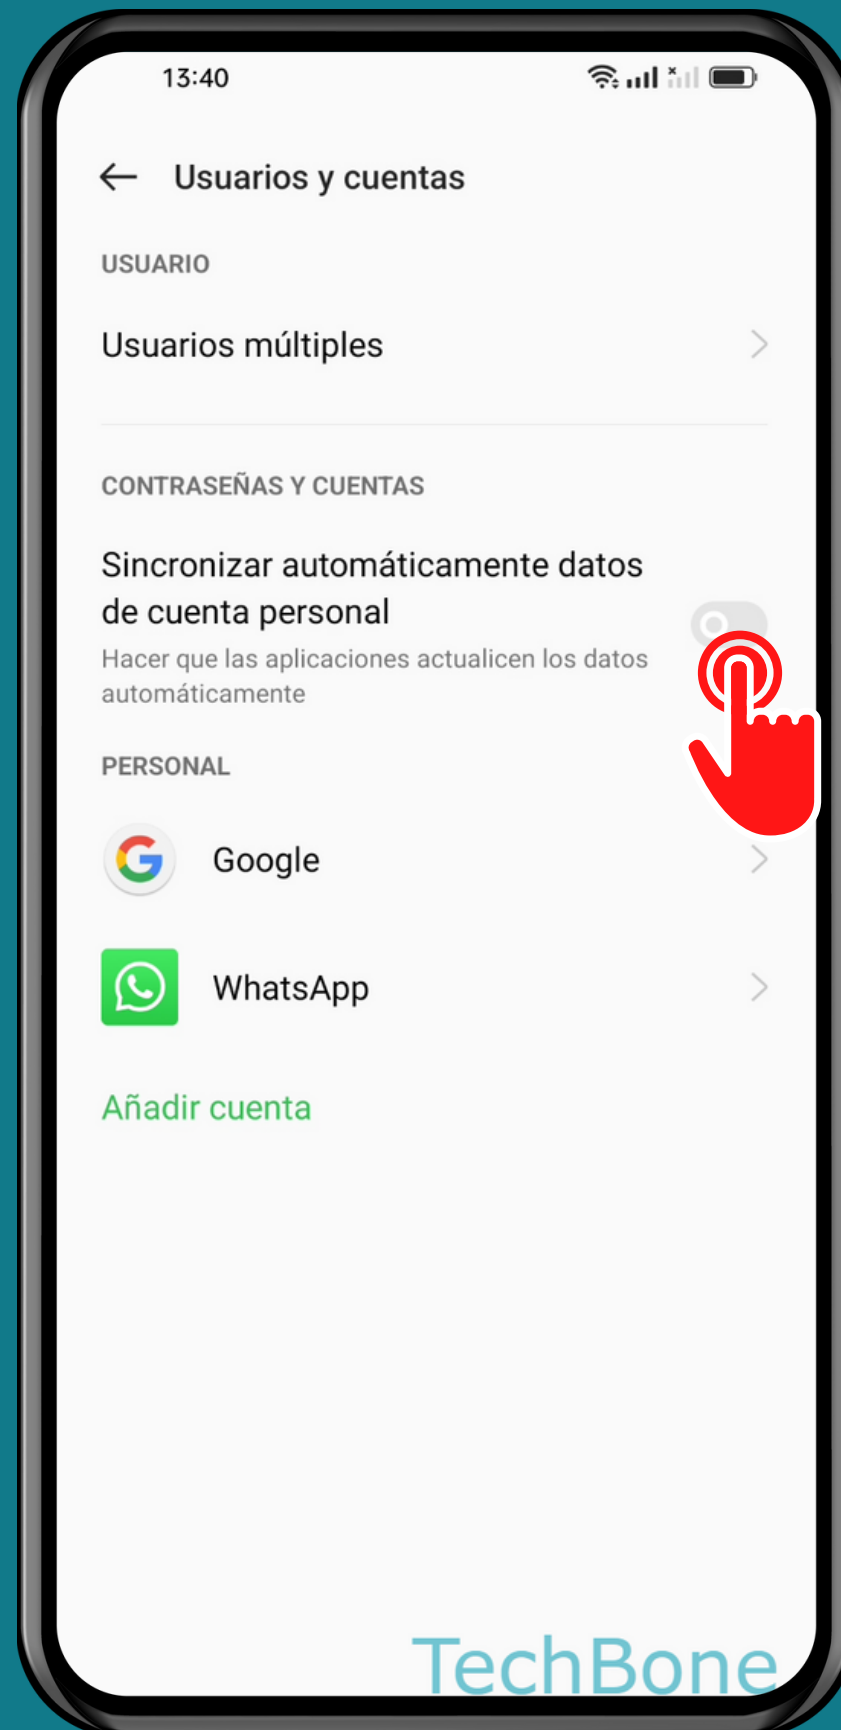 13:40
Usuarios y cuentas
USUARIO
Usuarios múltiples
CONTRASEÑAS Y CUENTAS
Sincronizar automáticamente datos
de cuenta personal
Hacer que las aplicaciones actualicen los datos
automáticamente
PERSONAL
Google
WhatsApp
Añadir cuenta
TechBone